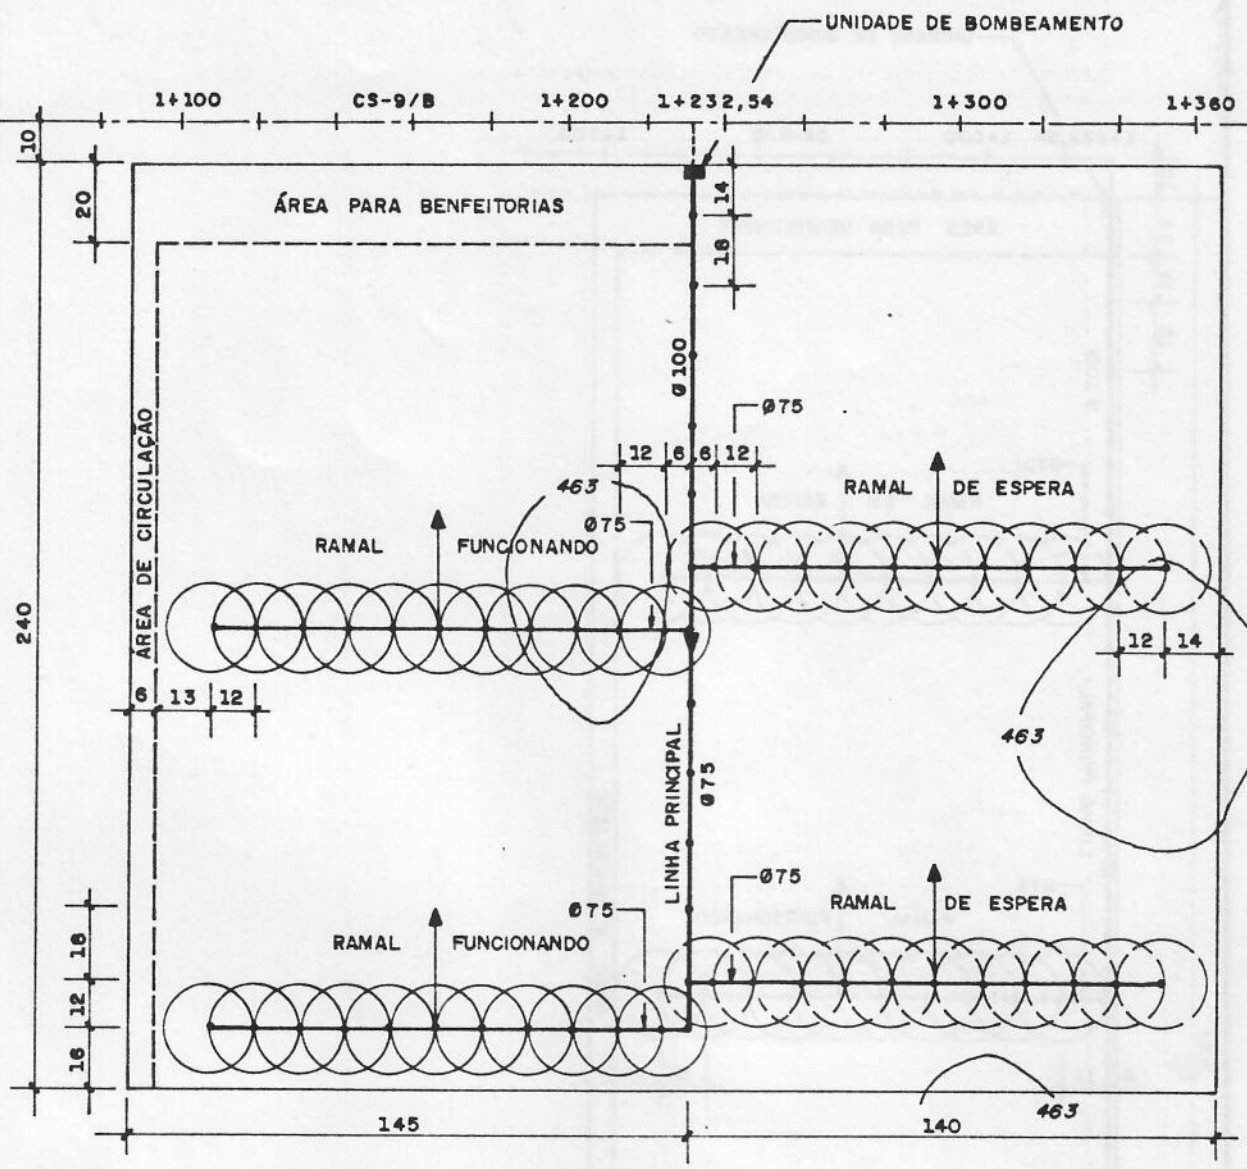 UNIDADE DE BOMBEAMENTO
1+100 CS-9/B 1+200 1+232,54 1+300 1+360
10
20
ÁREA PARA BENFEITORIAS
14
18
Ø100
Ø75
12 6 6 12
463
RAMAL DE ESPERA
Ø75
RAMAL FUNCIONANDO
ÁREA DE CIRCULAÇÃO
240
12 14
6 13 12
463
LINHA PRINCIPAL
Ø75
Ø75
RAMAL DE ESPERA
Ø75
RAMAL FUNCIONANDO
18
12
16
463
145
140